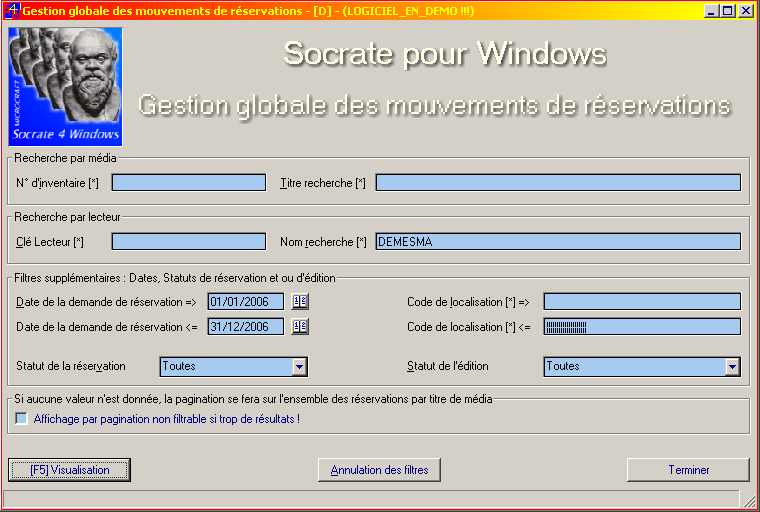 Gestion globale des mouvements de réservations - [D] - (LOGICIEL_EN_DEMO !!!)
MICROCRAFT
Socrate 4 Windows
Socrate pour Windows
Gestion globale des mouvements de réservations
Recherche par média
N° d'inventaire [*]
Titre recherche [*]
Recherche par lecteur
Clé Lecteur [*]
Nom recherche [*] DEMESMA
Filtres supplémentaires : Dates, Statuts de réservation et ou d'édition
Date de la demande de réservation => 01/01/2006
Code de localisation [*] =>
Date de la demande de réservation <= 31/12/2006
Code de localisation [*] <=
Statut de la réservation Toutes
Statut de l'édition Toutes
Si aucune valeur n'est donnée, la pagination se fera sur l'ensemble des réservations par titre de média
Affichage par pagination non filtrable si trop de résultats !
[F5] Visualisation
Annulation des filtres
Terminer